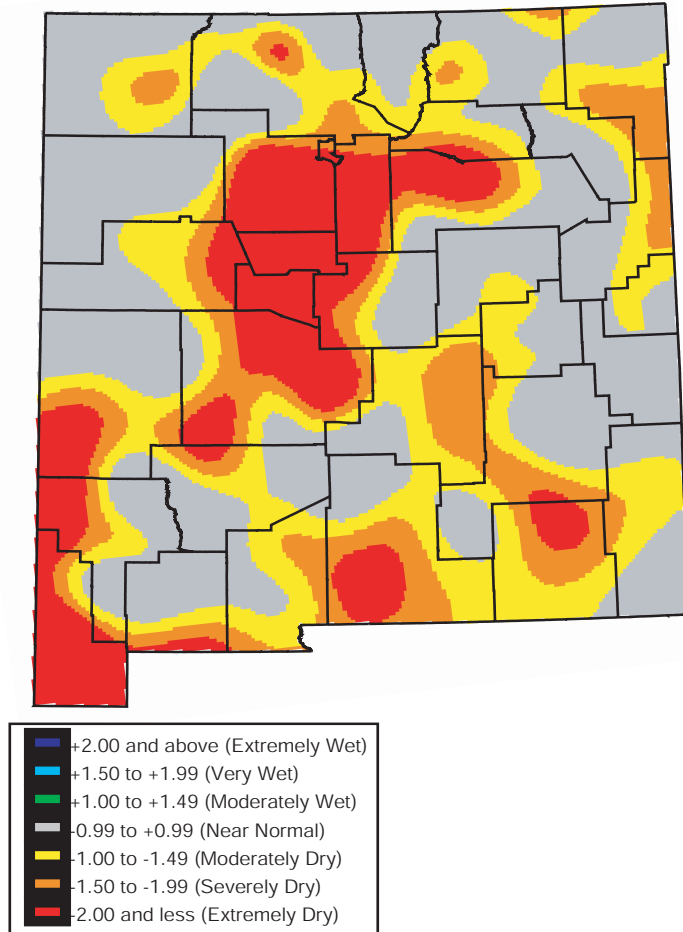 +2.00 and above (Extremely Wet)
+1.50 to +1.99 (Very Wet)
+1.00 to +1.49 (Moderately Wet)
-0.99 to +0.99 (Near Normal)
-1.00 to -1.49 (Moderately Dry)
-1.50 to -1.99 (Severely Dry)
-2.00 and less (Extremely Dry)